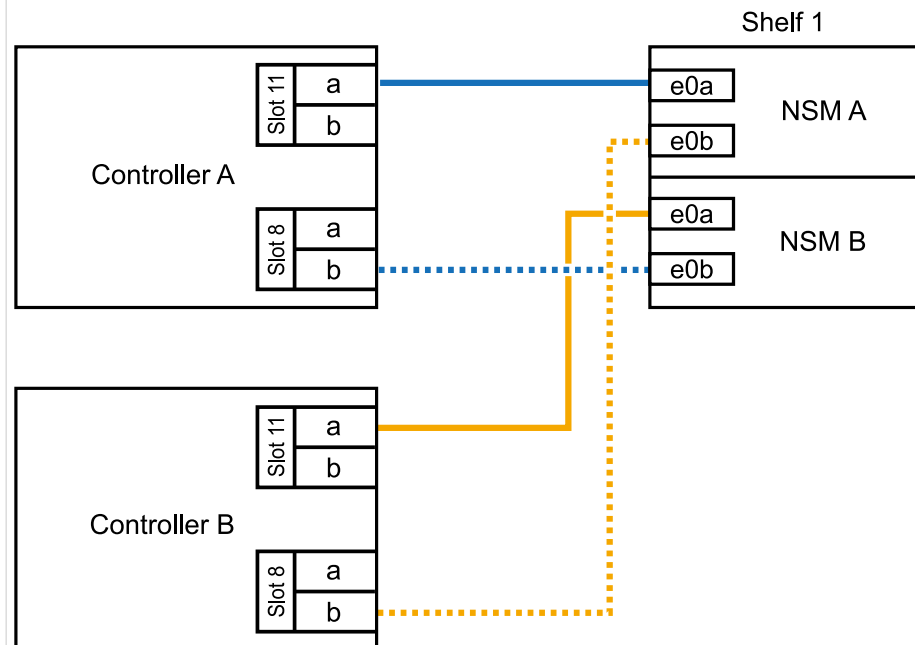 Shelf 1
Slot 11
a
b
Controller A
Slot 8
a
b
e0a
e0b
NSM A
e0a
e0b
NSM B
Slot 11
a
b
Controller B
Slot 8
a
b